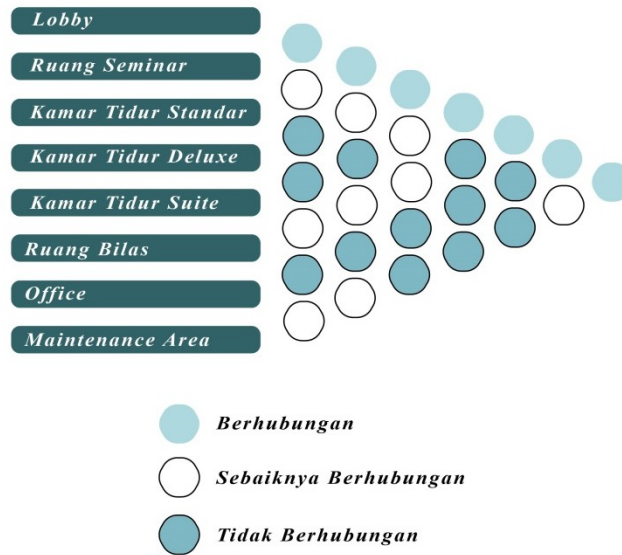 Lobby
Ruang Seminar
Kamar Tidur Standar
Kamar Tidur Deluxe
Kamar Tidur Suite
Ruang Bilas
Office
Maintenance Area
Berhubungan
Sebaiknya Berhubungan
Tidak Berhubungan